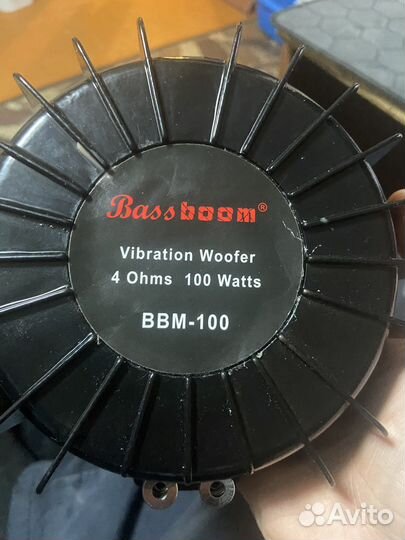 Bassboom®
Vibration Woofer
4 Ohms 100 Watts
BBM-100
Avito